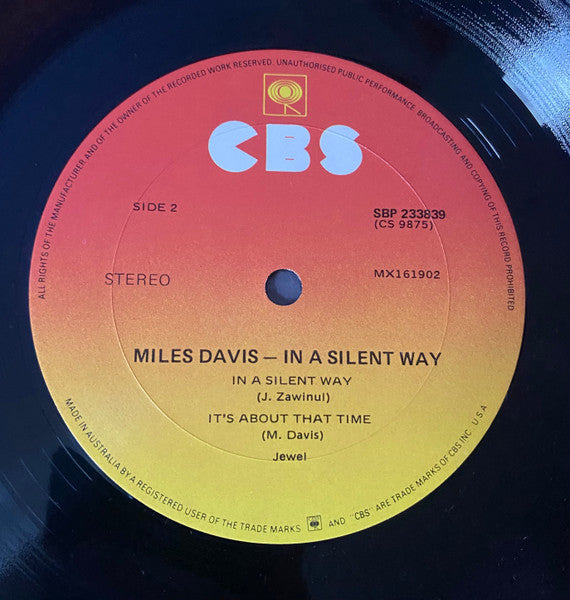 ALL RIGHTS OF THE MANUFACTURER AND OF THE OWNER OF THE RECORDED WORK RESERVED. UNAUTHORISED PUBLIC PERFORMANCE, BROADCASTING AND COPYING OF THIS RECORD PROHIBITED
CBS
SIDE 2
SBP 233839
(CS 9875)
STEREO
MX161902
MILES DAVIS — IN A SILENT WAY
IN A SILENT WAY
(J. Zawinul)
IT'S ABOUT THAT TIME
(M. Davis)
Jewel
MADE IN AUSTRALIA BY A REGISTERED USER OF THE TRADE MARKS AND "CBS" ARE TRADE MARKS OF CBS INC. U.S.A